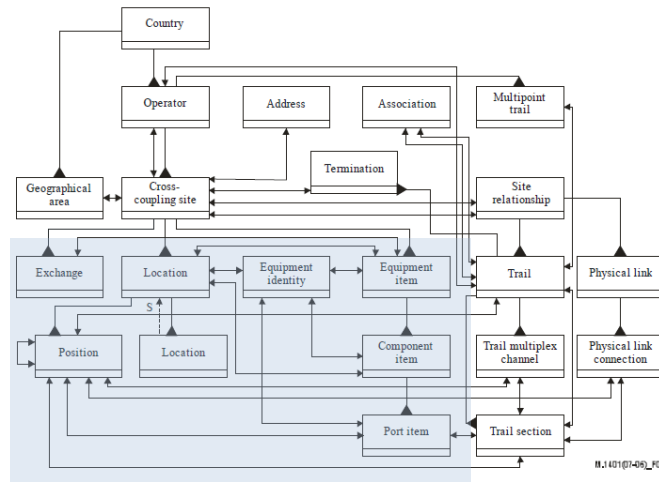 Country
Operator
Address
Association
Multipoint
trail
Termination
Geographical
area
Cross-
coupling site
Site
relationship
Exchange
Location
Equipment
identity
Equipment
item
Trail
Physical link
S
Position
Location
Component
item
Trail multiplex
channel
Physical link
connection
Port item
Trail section
M.1401(07-06)_F0